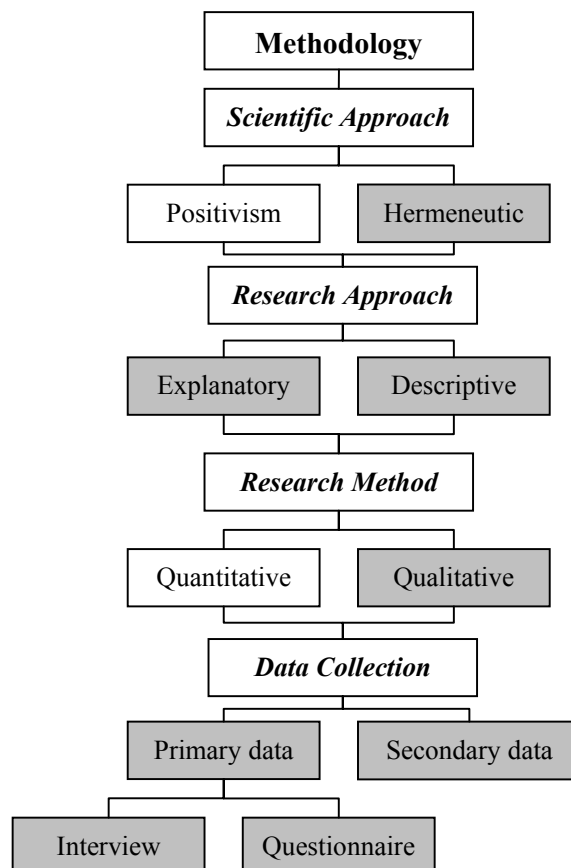 Methodology
Scientific Approach
Positivism
Hermeneutic
Research Approach
Explanatory
Descriptive
Research Method
Quantitative
Qualitative
Data Collection
Primary data
Secondary data
Interview
Questionnaire